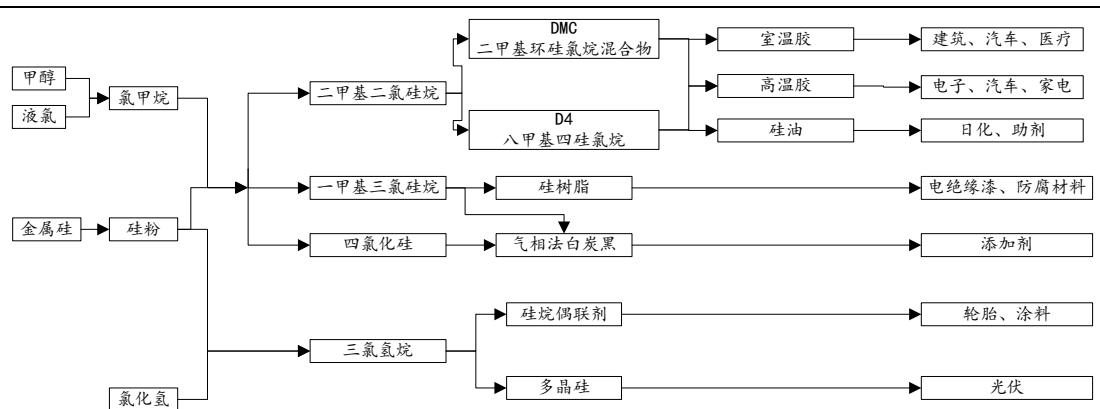 DMC
二甲基环硅氯烷混合物
室温胶
建筑、汽车、医疗
甲醇
液氯
氯甲烷
二甲基二氯硅烷
高温胶
电子、汽车、家电
D4
八甲基四硅氯烷
硅油
日化、助剂
一甲基三氯硅烷
硅树脂
电绝缘漆、防腐材料
金属硅
硅粉
四氯化硅
气相法白炭黑
添加剂
硅烷偶联剂
轮胎、涂料
三氯氢烷
多晶硅
光伏
氯化氢